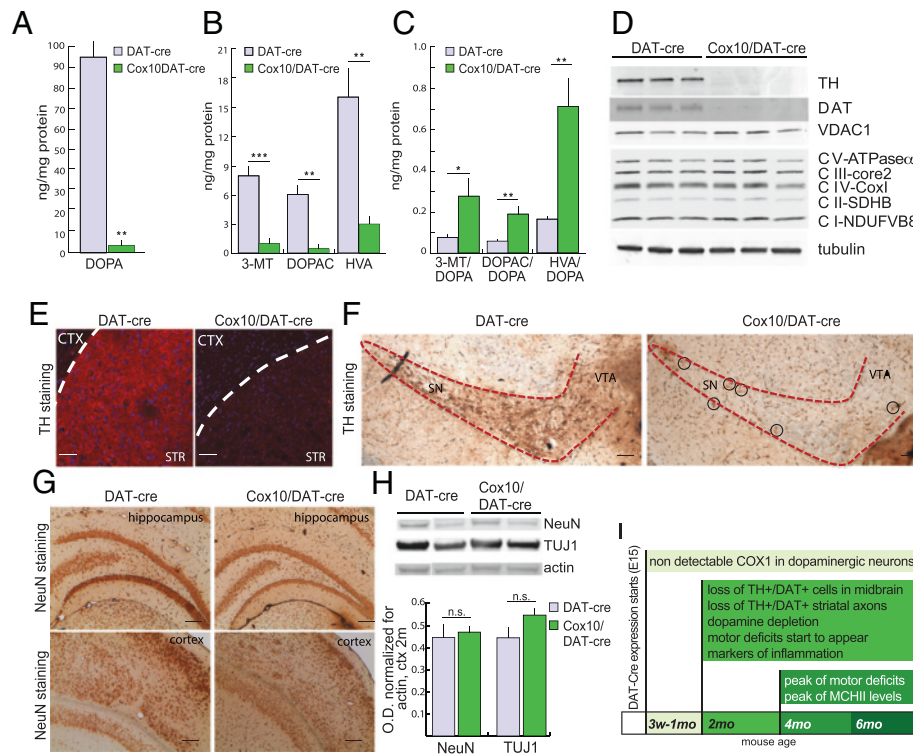 A
ng/mg protein
100
90
80
70
60
50
40
30
20
10
0
DAT-cre
Cox10DAT-cre
**
DOPA
B
ng/mg protein
21
18
15
12
9
6
3
0
DAT-cre
Cox10/DAT-cre
***
**
**
3-MT DOPAC HVA
C
ng/mg protein
1.0
0.8
0.6
0.4
0.2
0
DAT-cre
Cox10/DAT-cre
*
**
**
3-MT/ DOPAC/ HVA/
DOPA DOPA DOPA
D
DAT-cre Cox10/DAT-cre
TH
DAT
VDAC1
C V-ATPaseα
C III-core2
C IV-CoxI
C II-SDHB
C I-NDUFVB8
tubulin
E
DAT-cre Cox10/DAT-cre
TH staining
CTX
STR
CTX
STR
F
DAT-cre Cox10/DAT-cre
TH staining
SN
VTA
SN
VTA
G
DAT-cre Cox10/DAT-cre
NeuN staining
hippocampus hippocampus
NeuN staining
cortex cortex
H
DAT-cre Cox10/
DAT-cre
NeuN
TUJ1
actin
O.D. normalized for
actin, ctx 2m
0.6
0.5
0.4
0.3
0.2
0.1
0
n.s.
n.s.
DAT-cre
Cox10/
DAT-cre
NeuN TUJ1
I
DAT-Cre expression starts (E15)
non detectable COX1 in dopaminergic neurons
loss of TH+/DAT+ cells in midbrain
loss of TH+/DAT+ striatal axons
dopamine depletion
motor deficits start to appear
markers of inflammation
peak of motor deficits
peak of MCHII levels
3w-1mo 2mo 4mo 6mo
mouse age